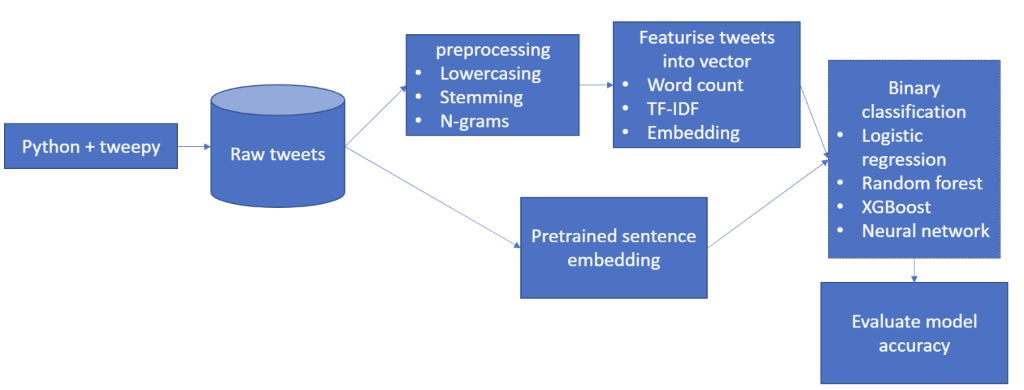 Python + tweepy
Raw tweets
preprocessing
• Lowercasing
• Stemming
• N-grams
Featurise tweets
into vector
• Word count
• TF-IDF
• Embedding
Pretrained sentence
embedding
Binary
classification
• Logistic
regression
• Random forest
• XGBoost
• Neural network
Evaluate model
accuracy